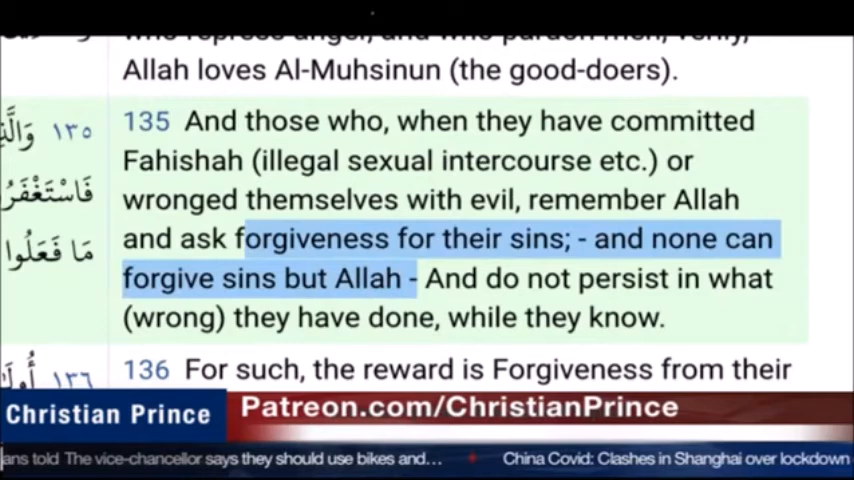 Allah loves Al-Muhsinun (the good-doers).
١٣٥
135 And those who, when they have committed
Fahishah (illegal sexual intercourse etc.) or
wronged themselves with evil, remember Allah
فَاسْتَغْفَرُ
and ask forgiveness for their sins; - and none can
مَا فَعَلُوا
forgive sins but Allah - And do not persist in what
(wrong) they have done, while they know.
١٣٦
136 For such, the reward is Forgiveness from their
Christian Prince
Patreon.com/ChristianPrince
ans told The vice-chancellor says they should use bikes and... China Covid: Clashes in Shanghai over lockdown